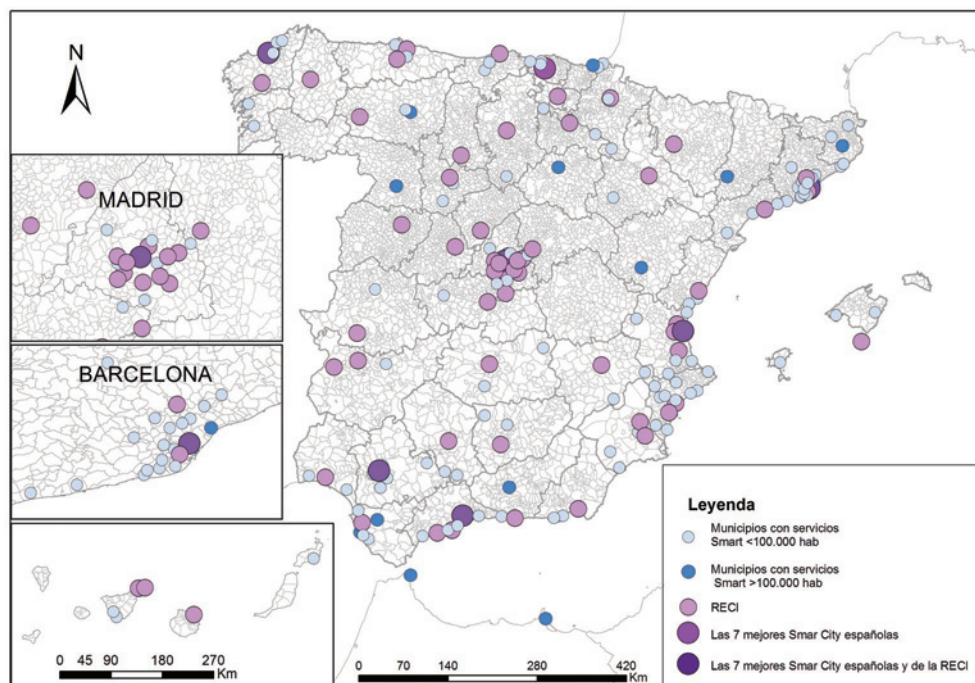 N
MADRID
BARCELONA
0 45 90 180 270
Km
0 70 140 280 420
Km
Leyenda
Municipios con servicios
Smart <100.000 hab
Municipios con servicios
Smart >100.000 hab
RECI
Las 7 mejores Smar City españolas
Las 7 mejores Smar City españolas y de la RECI